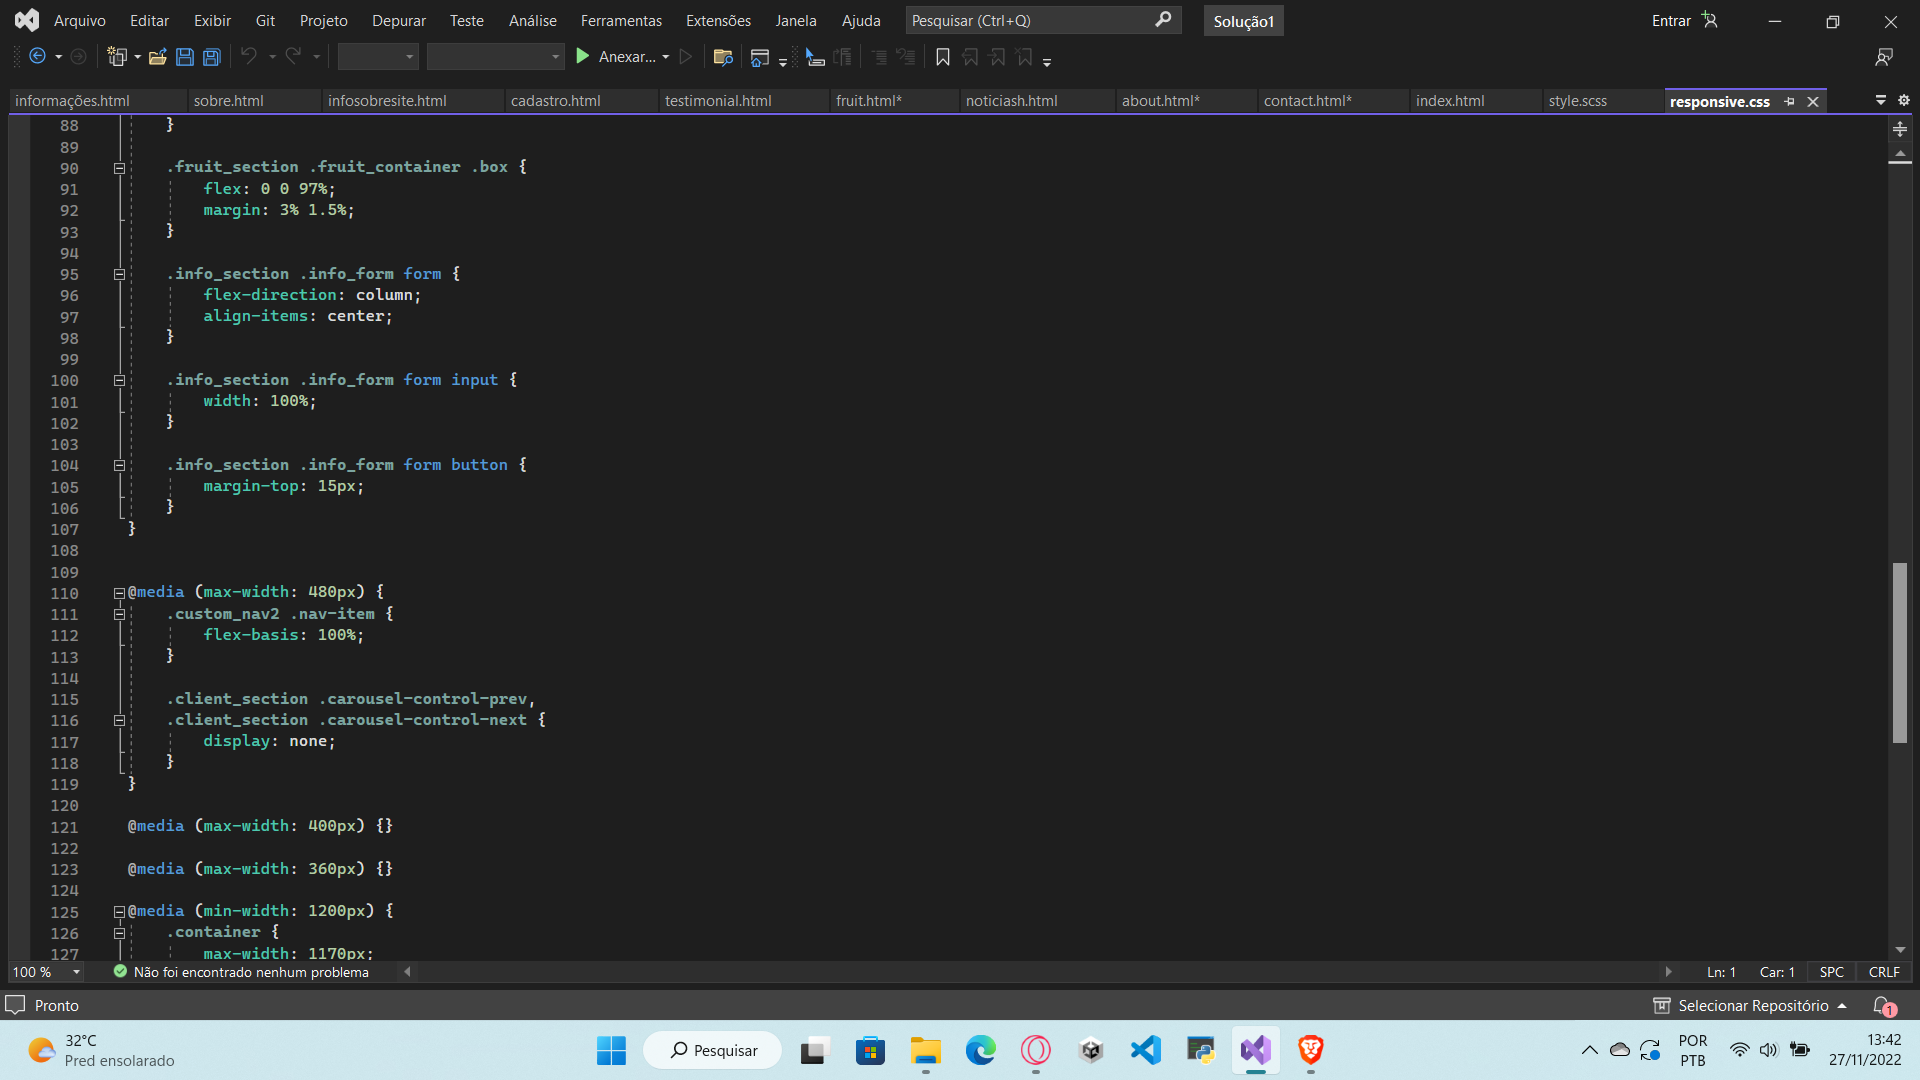 Arquivo Editar Exibir Git Projeto Depurar Teste Análise Ferramentas Extensões Janela Ajuda Pesquisar (Ctrl+Q) Solução1 Entrar
Anexar...
informações.html sobre.html infosobresite.html cadastro.html testimonial.html fruit.html* noticiash.html about.html* contact.html* index.html style.scss responsive.css
88 }
89
90 .fruit_section .fruit_container .box {
91 flex: 0 0 97%;
92 margin: 3% 1.5%;
93 }
94
95 .info_section .info_form form {
96 flex-direction: column;
97 align-items: center;
98 }
99
100 .info_section .info_form form input {
101 width: 100%;
102 }
103
104 .info_section .info_form form button {
105 margin-top: 15px;
106 }
107 }
108
109
110 @media (max-width: 480px) {
111 .custom_nav2 .nav-item {
112 flex-basis: 100%;
113 }
114
115 .client_section .carousel-control-prev,
116 .client_section .carousel-control-next {
117 display: none;
118 }
119 }
120
121 @media (max-width: 400px) {}
122
123 @media (max-width: 360px) {}
124
125 @media (min-width: 1200px) {
126 .container {
127 max-width: 1170px;
100 % Não foi encontrado nenhum problema Ln: 1 Car: 1 SPC CRLF
Pronto Selecionar Repositório 1
32°C
Pred ensolarado
Pesquisar
POR
PTB
13:42
27/11/2022